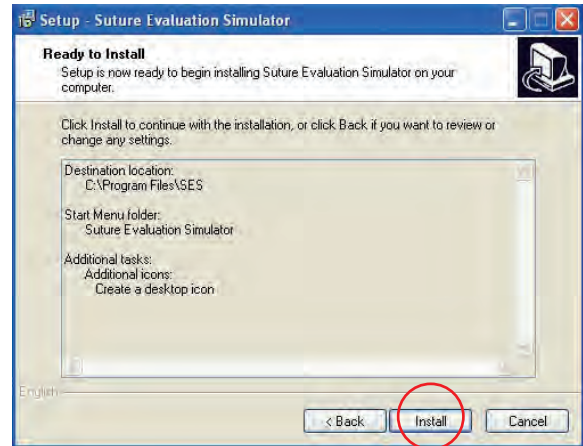 Setup - Suture Evaluation Simulator
Ready to Install
Setup is now ready to begin installing Suture Evaluation Simulator on your
computer.
Click Install to continue with the installation, or click Back if you want to review or
change any settings.
Destination location:
C:\Program Files\SES
Start Menu folder:
Suture Evaluation Simulator
Additional tasks:
Additional icons:
Create a desktop icon
English
< Back
Install
Cancel